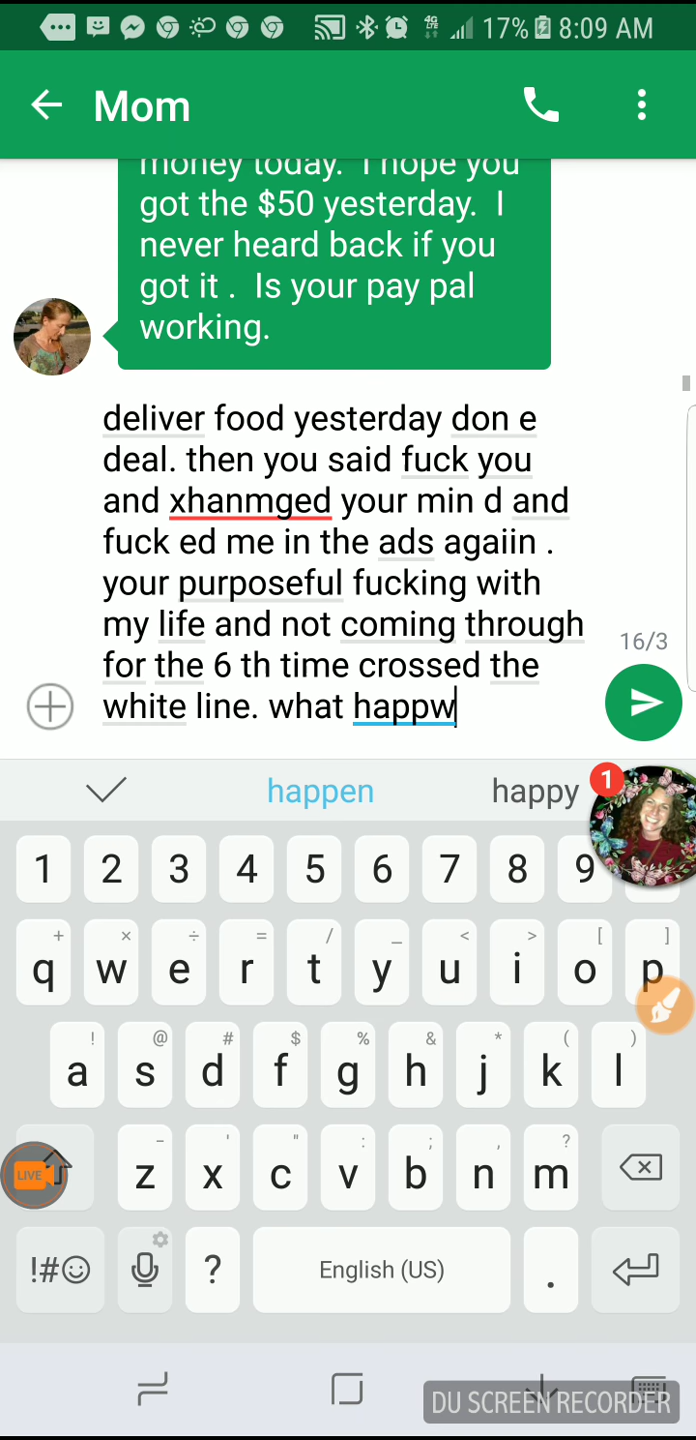 4G
LTE
17% 8:09 AM
Mom
money today. I hope you
got the $50 yesterday. I
never heard back if you
got it . Is your pay pal
working.
deliver food yesterday don e
deal. then you said fuck you
and xhanmged your min d and
fuck ed me in the ads agaiin .
your purposeful fucking with
my life and not coming through
for the 6 th time crossed the
white line. what happw
16/3
happen happy
1
1 2 3 4 5 6 7 8 9
+ × ÷ = / _ < > [ ]
q w e r t y u i o p
! @ # $ % & * ( )
a s d f g h j k l
- ' " : ; , ?
z x c v b n m
LIVE
!#☺ ? English (US) .
DU SCREEN RECORDER